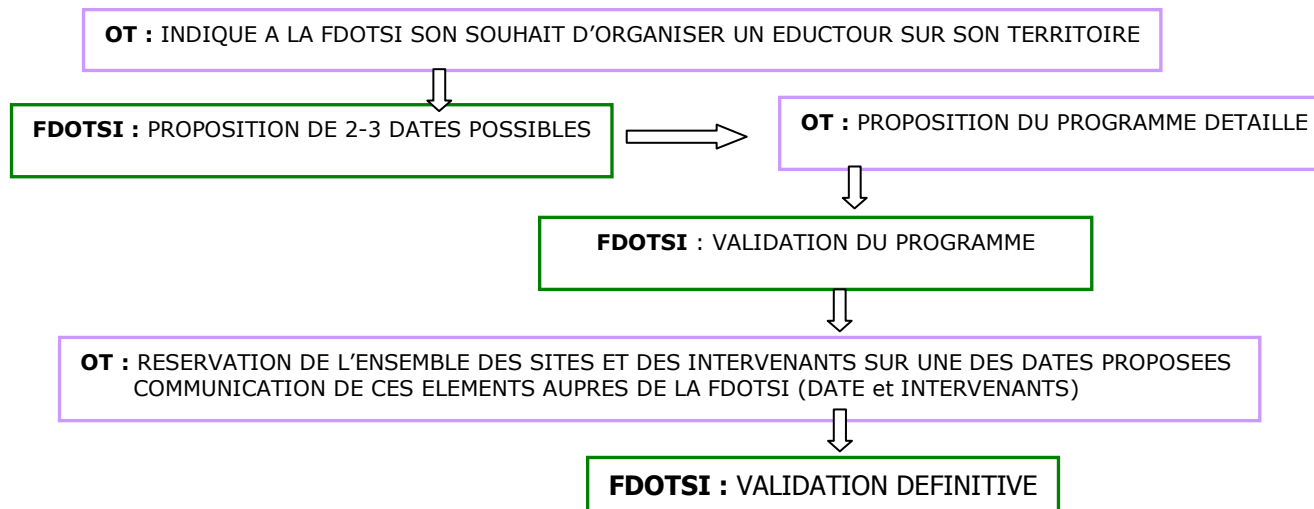 OT : INDIQUE A LA FDOTSI SON SOUHAIT D’ORGANISER UN EDUCTOUR SUR SON TERRITOIRE
FDOTSI : PROPOSITION DE 2-3 DATES POSSIBLES
OT : PROPOSITION DU PROGRAMME DETAILLE
FDOTSI : VALIDATION DU PROGRAMME
OT : RESERVATION DE L’ENSEMBLE DES SITES ET DES INTERVENANTS SUR UNE DES DATES PROPOSEES
COMMUNICATION DE CES ELEMENTS AUPRES DE LA FDOTSI (DATE et INTERVENANTS)
FDOTSI : VALIDATION DEFINITIVE